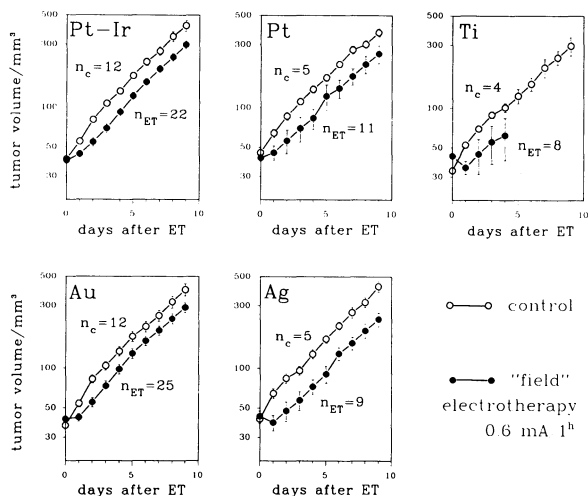 500
300
100
50
30
tumor volume/mm³
Pt-Ir
n_c=12
n_ET=22
0
5
10
days after ET
500
300
100
50
30
Pt
n_c=5
n_ET=11
0
5
10
days after ET
500
300
100
50
30
Ti
n_c=4
n_ET=8
0
5
10
days after ET
500
300
100
50
30
tumor volume/mm³
Au
n_c=12
n_ET=25
0
5
10
days after ET
500
300
100
50
30
Ag
n_c=5
n_ET=9
0
5
10
days after ET
control
"field"
electrotherapy
0.6 mA 1ʰ